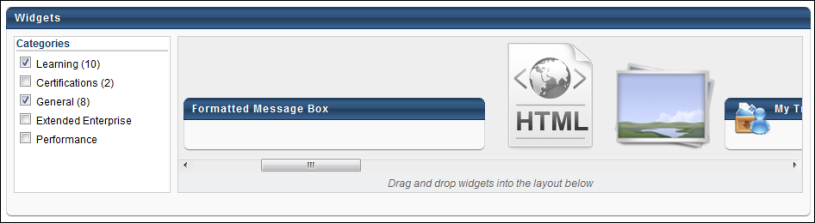 Widgets
Categories
Learning (10)
Certifications (2)
General (8)
Extended Enterprise
Performance
Formatted Message Box
HTML
My
Drag and drop widgets into the layout below